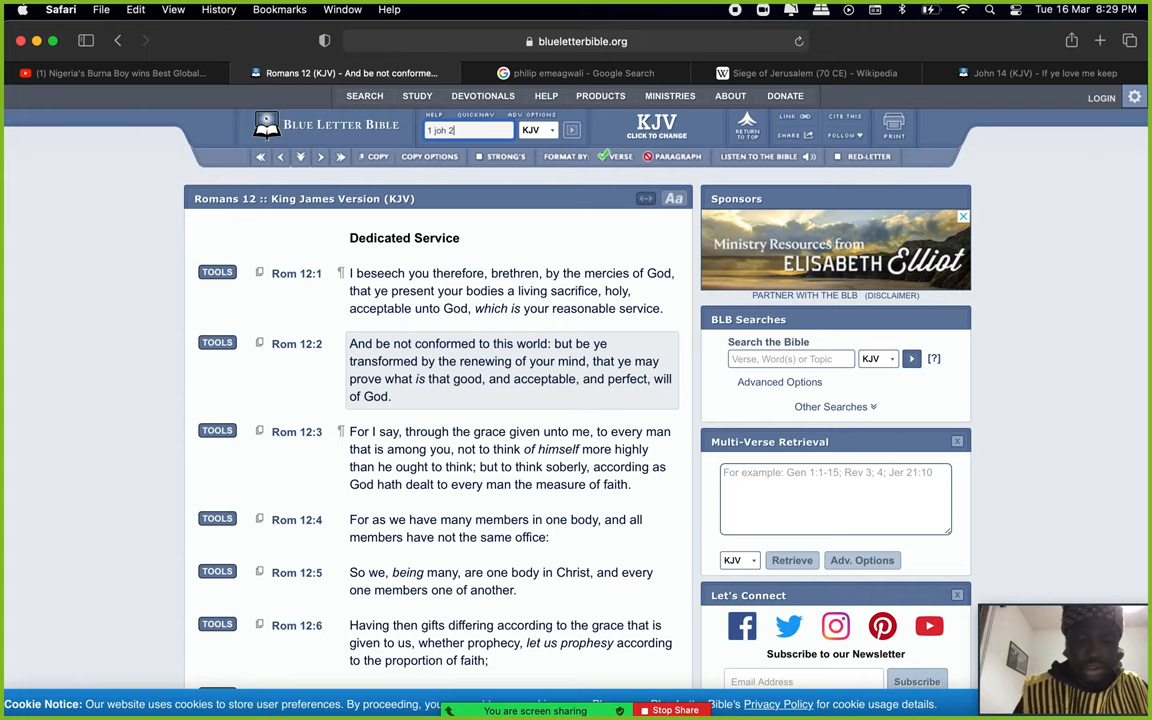 Safari File Edit View History Bookmarks Window Help Tue 16 Mar 8:29 PM
blueletterbible.org
(1) Nigeria's Burna Boy wins Best Global... Romans 12 (KJV) - And be not conforme... philip emeagwali - Google Search Siege of Jerusalem (70 CE) - Wikipedia John 14 (KJV) - If ye love me keep
SEARCH STUDY DEVOTIONALS HELP PRODUCTS MINISTRIES ABOUT DONATE
LOGIN
HELP QUICKNAV ADV. OPTIONS
BLUE LETTER BIBLE
1 joh 2 KJV
KJV
CLICK TO CHANGE
RETURN TO TOP
LINK CITE THIS
SHARE FOLLOW
PRINT
COPY COPY OPTIONS STRONG'S FORMAT BY: VERSE PARAGRAPH LISTEN TO THE BIBLE RED-LETTER
Romans 12 :: King James Version (KJV) Aa
Dedicated Service
TOOLS Rom 12:1 ¶ I beseech you therefore, brethren, by the mercies of God,
that ye present your bodies a living sacrifice, holy,
acceptable unto God, which is your reasonable service.
TOOLS Rom 12:2 And be not conformed to this world: but be ye
transformed by the renewing of your mind, that ye may
prove what is that good, and acceptable, and perfect, will
of God.
TOOLS Rom 12:3 ¶ For I say, through the grace given unto me, to every man
that is among you, not to think of himself more highly
than he ought to think; but to think soberly, according as
God hath dealt to every man the measure of faith.
TOOLS Rom 12:4 For as we have many members in one body, and all
members have not the same office:
TOOLS Rom 12:5 So we, being many, are one body in Christ, and every
one members one of another.
TOOLS Rom 12:6 Having then gifts differing according to the grace that is
given to us, whether prophecy, let us prophesy according
to the proportion of faith;
Sponsors
Ministry Resources from
ELISABETH Elliot
PARTNER WITH THE BLB (DISCLAIMER)
BLB Searches
Search the Bible
Verse, Word(s) or Topic KJV [?]
Advanced Options
Other Searches
Multi-Verse Retrieval
For example: Gen 1:1-15; Rev 3; 4; Jer 21:10
KJV Retrieve Adv. Options
Let's Connect
Subscribe to our Newsletter
Email Address Subscribe
Cookie Notice: Our website uses cookies to store user preferences. By proceeding, you Bible's Privacy Policy for cookie usage details.
You are screen sharing Stop Share